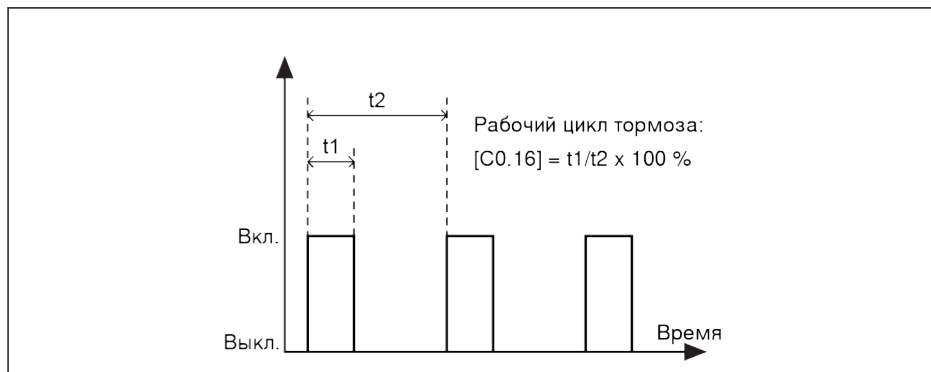 t2
Рабочий цикл тормоза:
t1
[C0.16] = t1/t2 x 100 %
Вкл.
Время
Выкл.